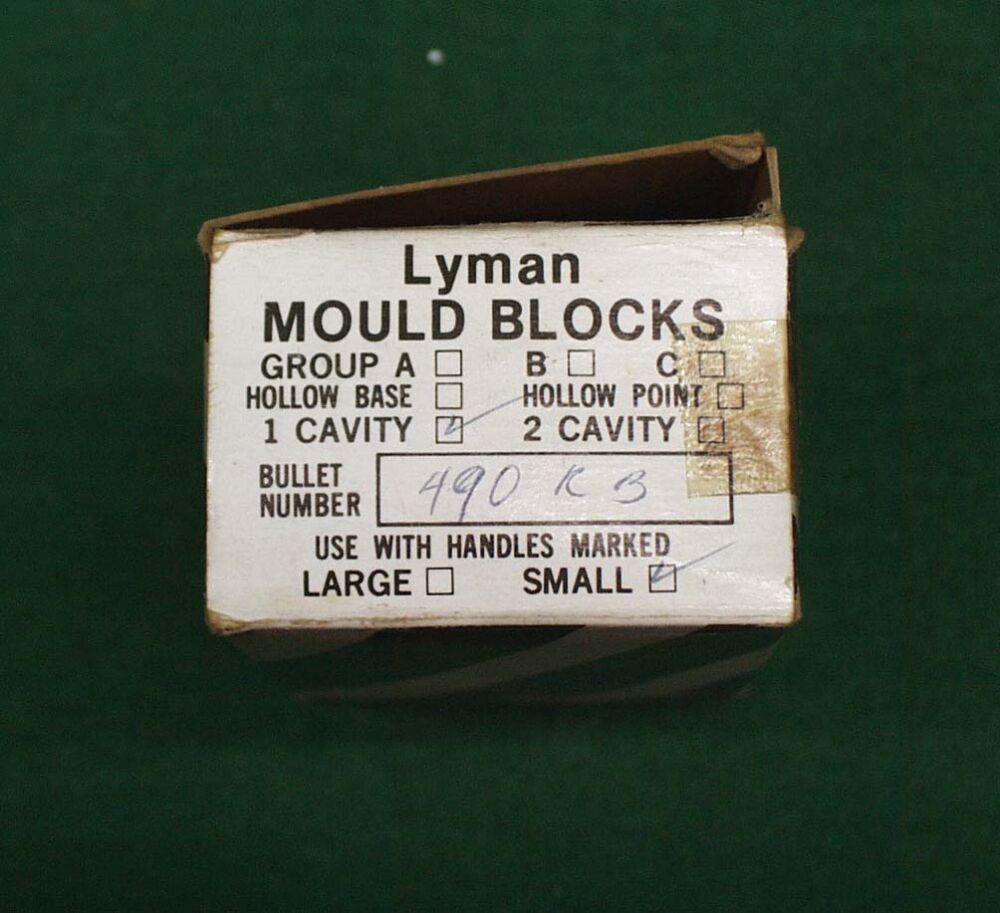 Lyman
MOULD BLOCKS
GROUP A ☐ B ☐ C ☐
HOLLOW BASE ☐ HOLLOW POINT ☐
1 CAVITY ☑ 2 CAVITY ☐
BULLET NUMBER 490 R B
USE WITH HANDLES MARKED
LARGE ☐ SMALL ☑